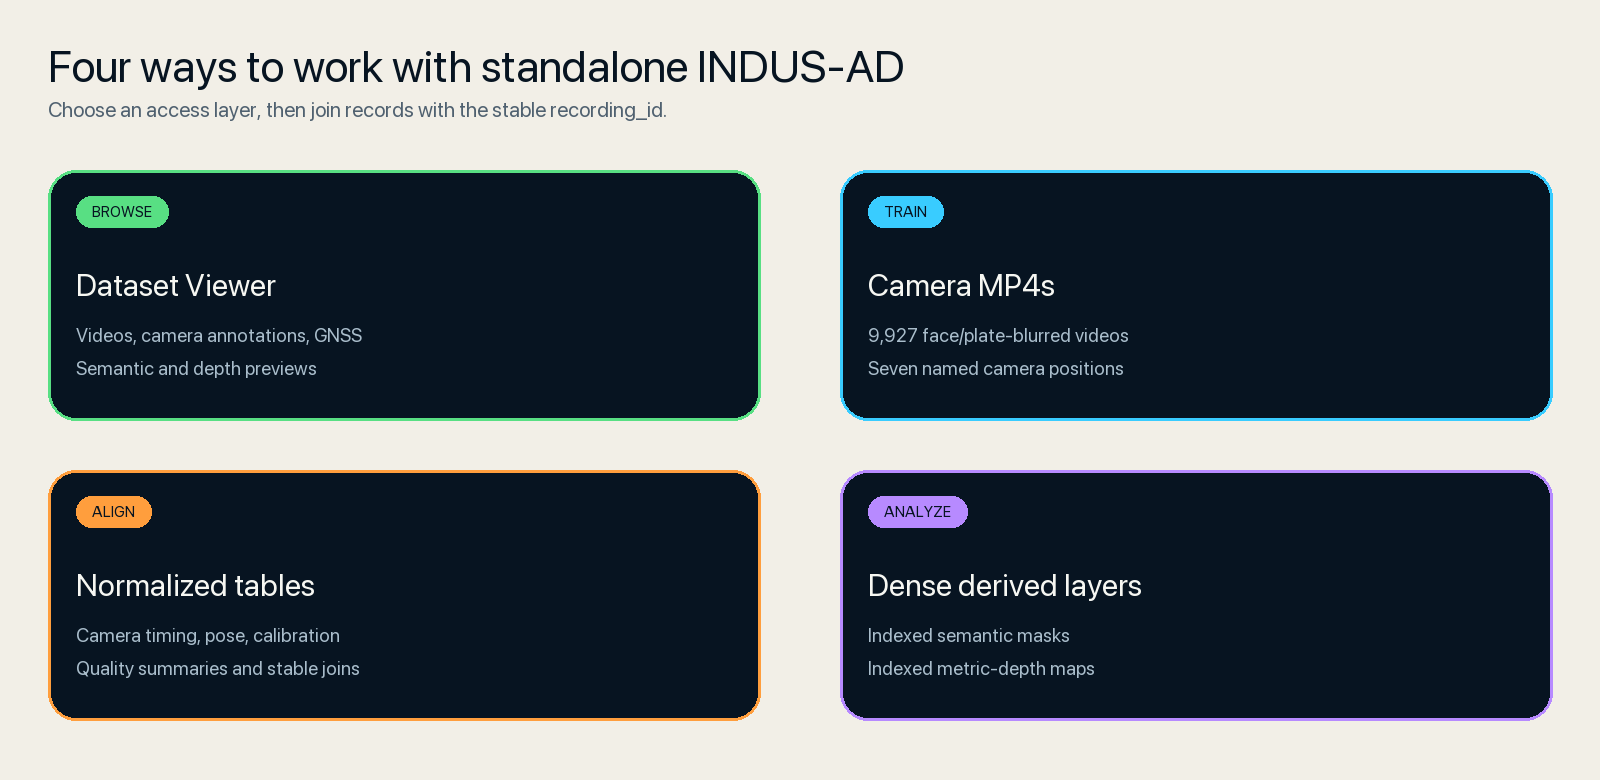 Four ways to work with standalone INDUS-AD
Choose an access layer, then join records with the stable recording_id.
BROWSE
Dataset Viewer
Videos, camera annotations, GNSS
Semantic and depth previews
TRAIN
Camera MP4s
9,927 face/plate-blurred videos
Seven named camera positions
ALIGN
Normalized tables
Camera timing, pose, calibration
Quality summaries and stable joins
ANALYZE
Dense derived layers
Indexed semantic masks
Indexed metric-depth maps